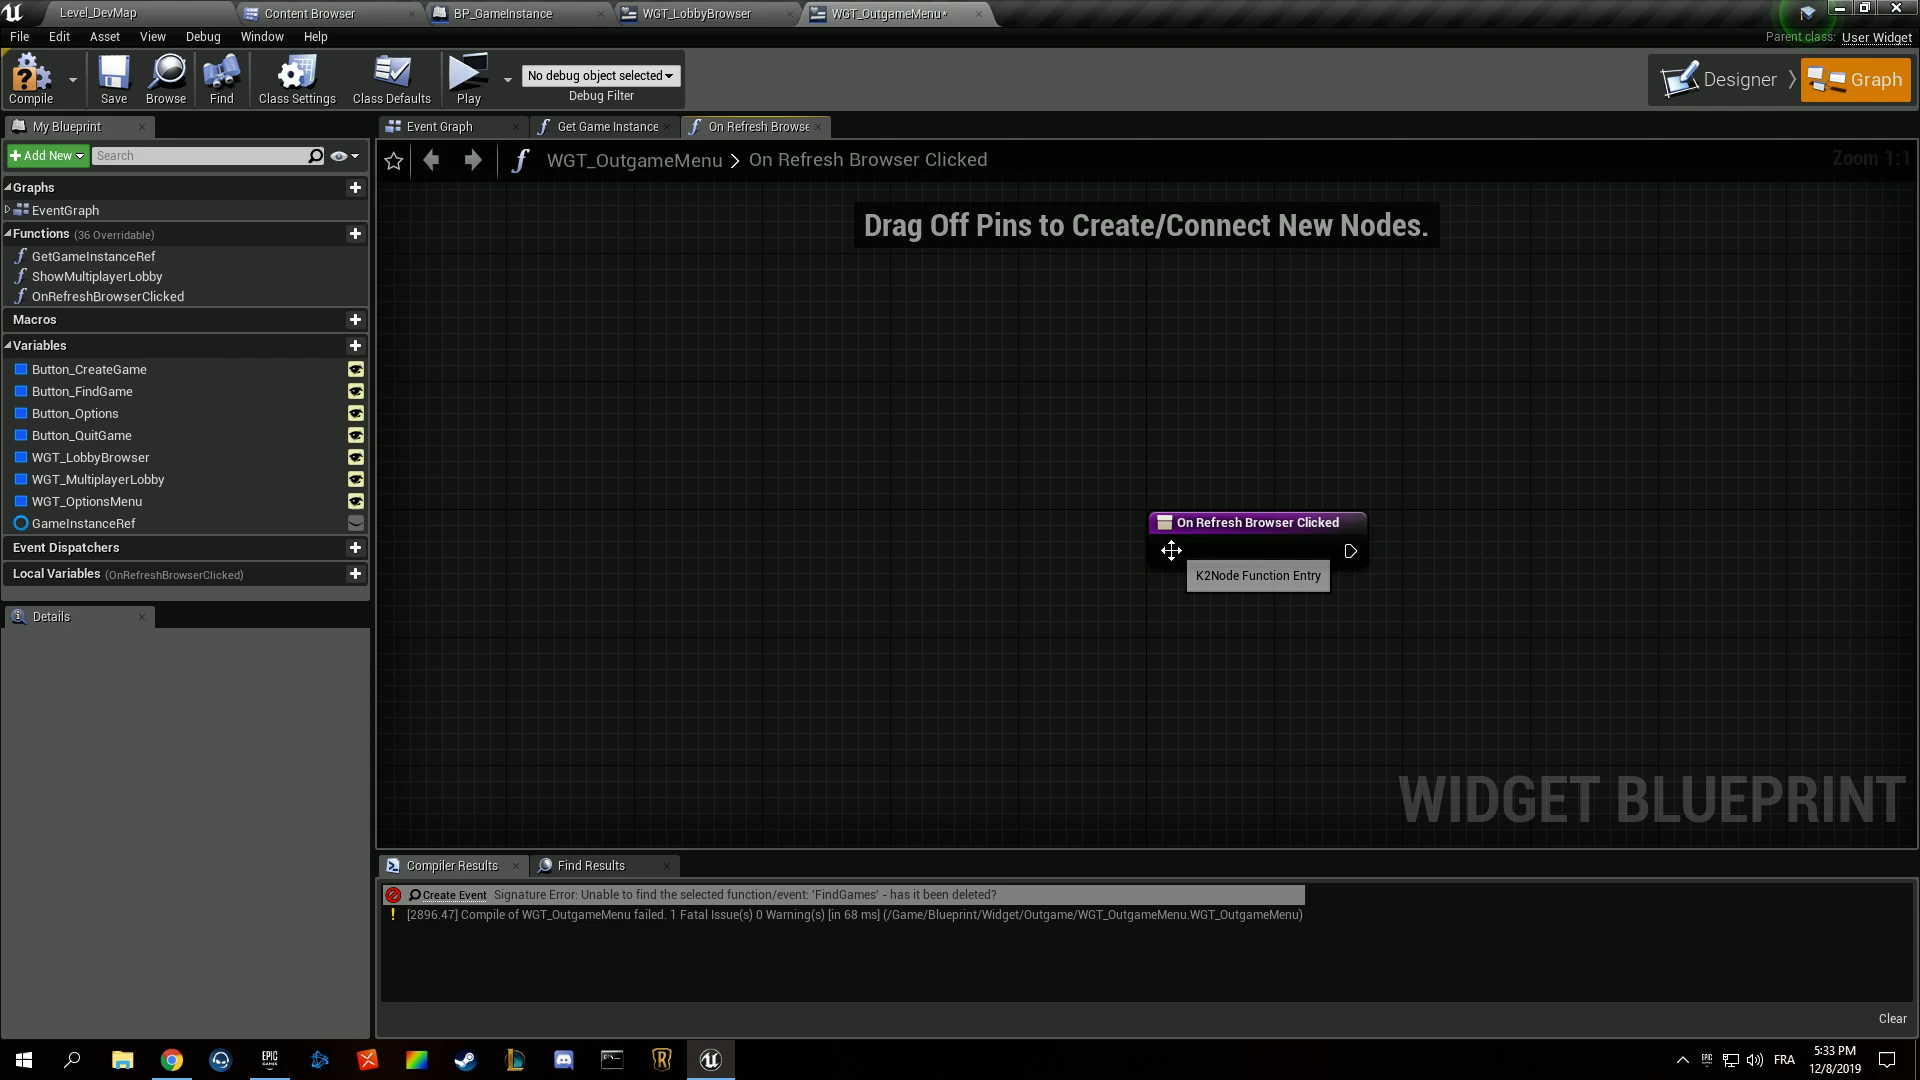 Level_DevMap
Content Browser
BP_GameInstance
WGT_LobbyBrowser
WGT_OutgameMenu*
File Edit Asset View Debug Window Help
Parent class: User Widget
Compile
Save
Browse
Find
Class Settings
Class Defaults
Play
No debug object selected
Debug Filter
Designer
Graph
My Blueprint
Event Graph
Get Game Instance
On Refresh Browse
+ Add New
Search
WGT_OutgameMenu > On Refresh Browser Clicked
Zoom 1:1
Graphs
EventGraph
Functions (36 Overridable)
GetGameInstanceRef
ShowMultiplayerLobby
OnRefreshBrowserClicked
Macros
Variables
Button_CreateGame
Button_FindGame
Button_Options
Button_QuitGame
WGT_LobbyBrowser
WGT_MultiplayerLobby
WGT_OptionsMenu
GameInstanceRef
Event Dispatchers
Local Variables (OnRefreshBrowserClicked)
Details
Drag Off Pins to Create/Connect New Nodes.
On Refresh Browser Clicked
K2Node Function Entry
WIDGET BLUEPRINT
Compiler Results
Find Results
Create Event Signature Error: Unable to find the selected function/event: 'FindGames' - has it been deleted?
[2896.47] Compile of WGT_OutgameMenu failed. 1 Fatal Issue(s) 0 Warning(s) [in 68 ms] (/Game/Blueprint/Widget/Outgame/WGT_OutgameMenu.WGT_OutgameMenu)
Clear
EPIC
GAMES
FRA
5:33 PM
12/8/2019